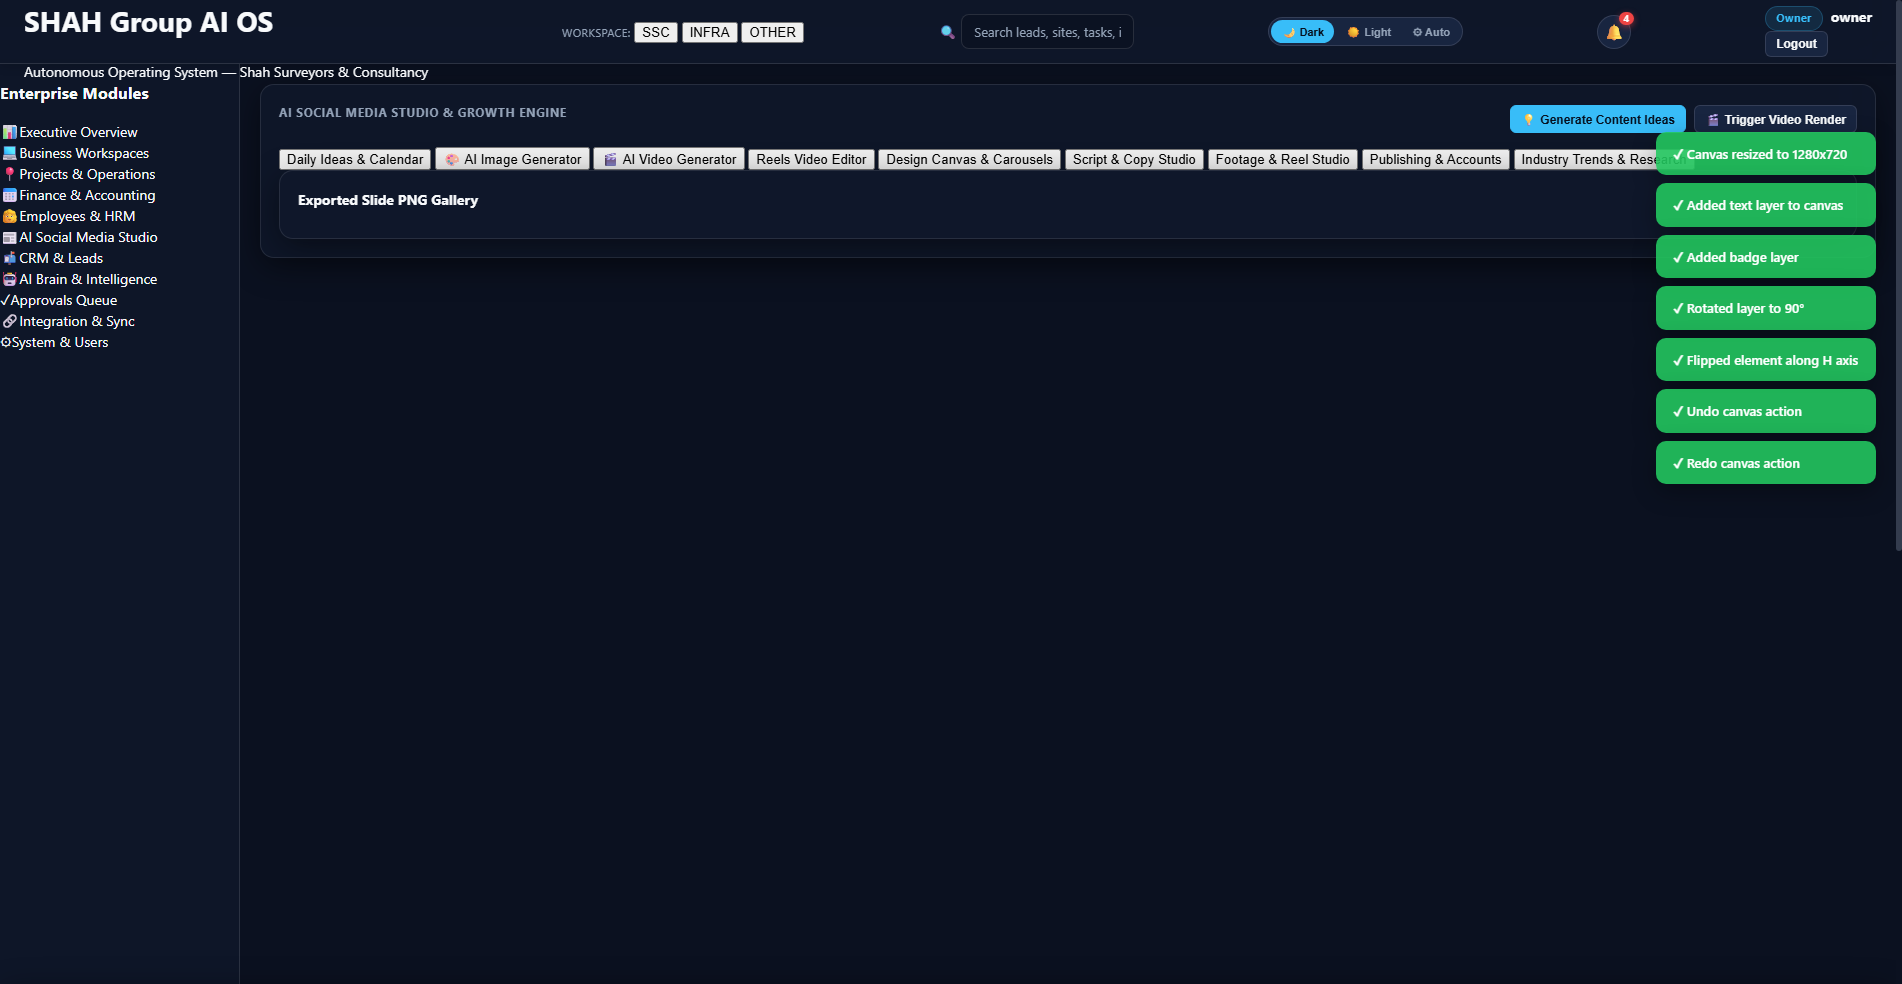 SHAH Group AI OS
WORKSPACE: SSC INFRA OTHER
Search leads, sites, tasks, i
Dark Light Auto
4
Owner owner
Logout
Autonomous Operating System — Shah Surveyors & Consultancy
Enterprise Modules
Executive Overview
Business Workspaces
Projects & Operations
Finance & Accounting
Employees & HRM
AI Social Media Studio
CRM & Leads
AI Brain & Intelligence
✓Approvals Queue
Integration & Sync
System & Users
AI SOCIAL MEDIA STUDIO & GROWTH ENGINE
Generate Content Ideas Trigger Video Render
Daily Ideas & Calendar AI Image Generator AI Video Generator Reels Video Editor Design Canvas & Carousels Script & Copy Studio Footage & Reel Studio Publishing & Accounts Industry Trends & Research
Exported Slide PNG Gallery
✓ Canvas resized to 1280x720
✓ Added text layer to canvas
✓ Added badge layer
✓ Rotated layer to 90°
✓ Flipped element along H axis
✓ Undo canvas action
✓ Redo canvas action